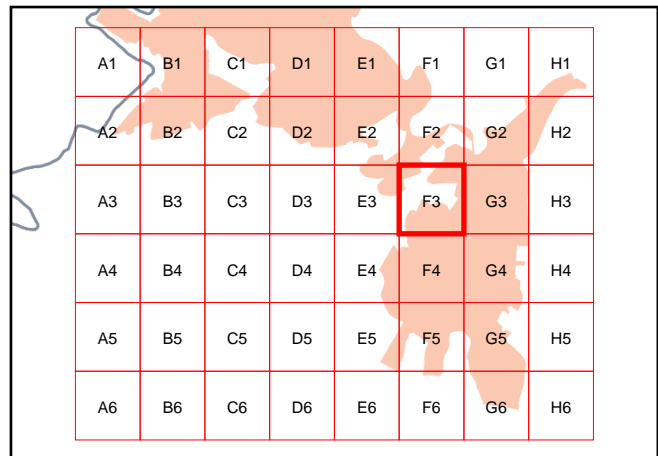 A1 B1 C1 D1 E1 F1 G1 H1
A2 B2 C2 D2 E2 F2 G2 H2
A3 B3 C3 D3 E3 F3 G3 H3
A4 B4 C4 D4 E4 F4 G4 H4
A5 B5 C5 D5 E5 F5 G5 H5
A6 B6 C6 D6 E6 F6 G6 H6